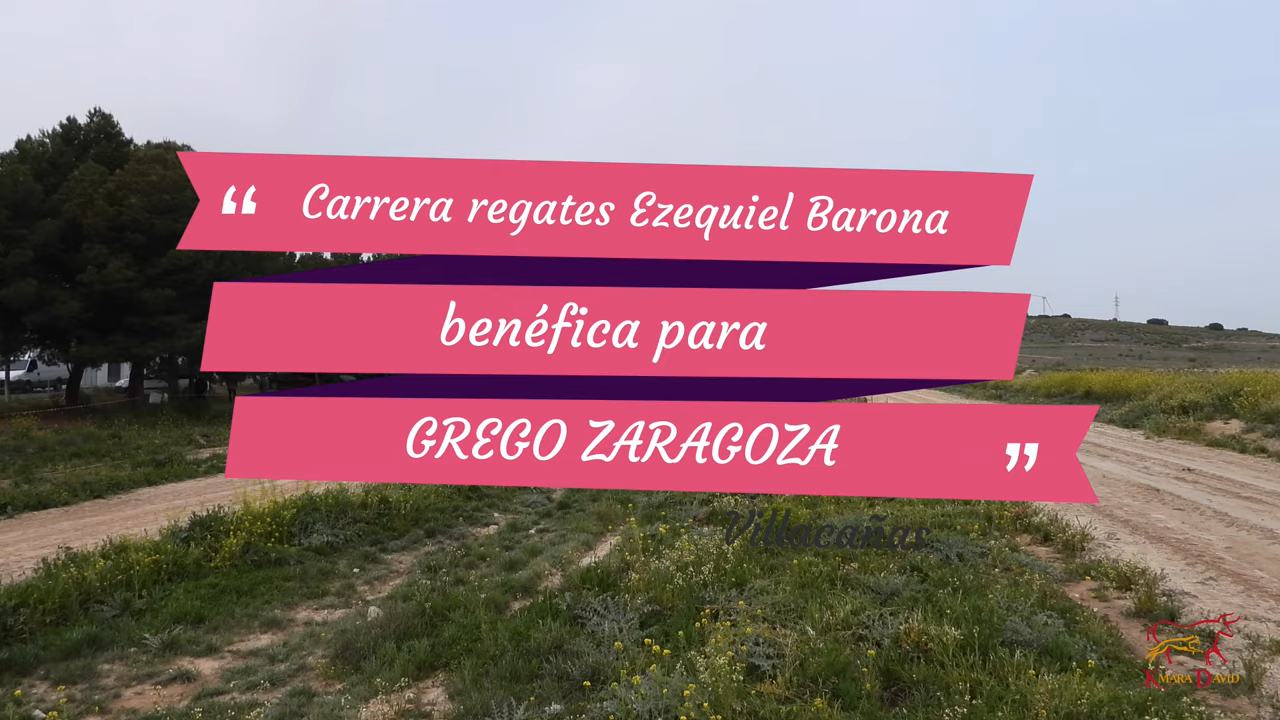 “ Carrera regates Ezequiel Barona
benéfica para
GREGO ZARAGOZA ”
Villacañas
KMARA DAVID